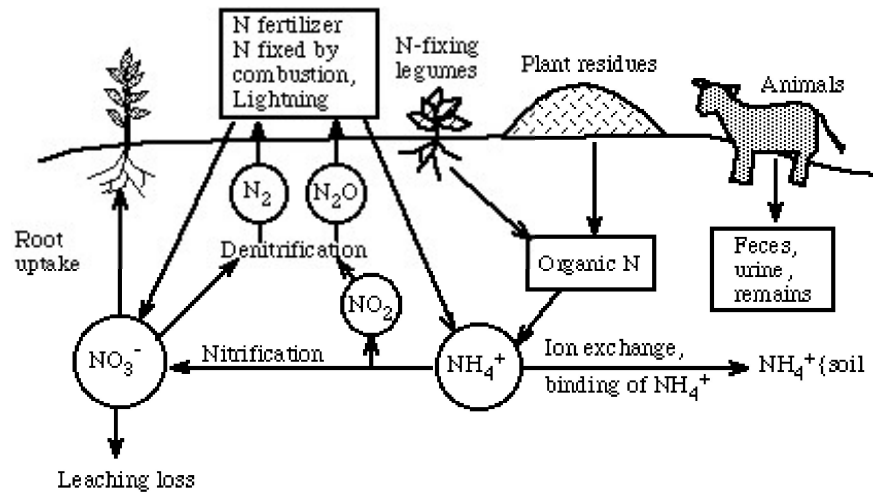 N fertilizer
N fixed by
combustion,
Lightning
N-fixing
legumes
Plant residues
Animals
N₂
N₂O
Root
uptake
Denitrification
Organic N
Feces,
urine,
remains
NO₂
NO₃⁻
Nitrification
NH₄⁺
Ion exchange,
binding of NH₄⁺
NH₄⁺{soil
Leaching loss